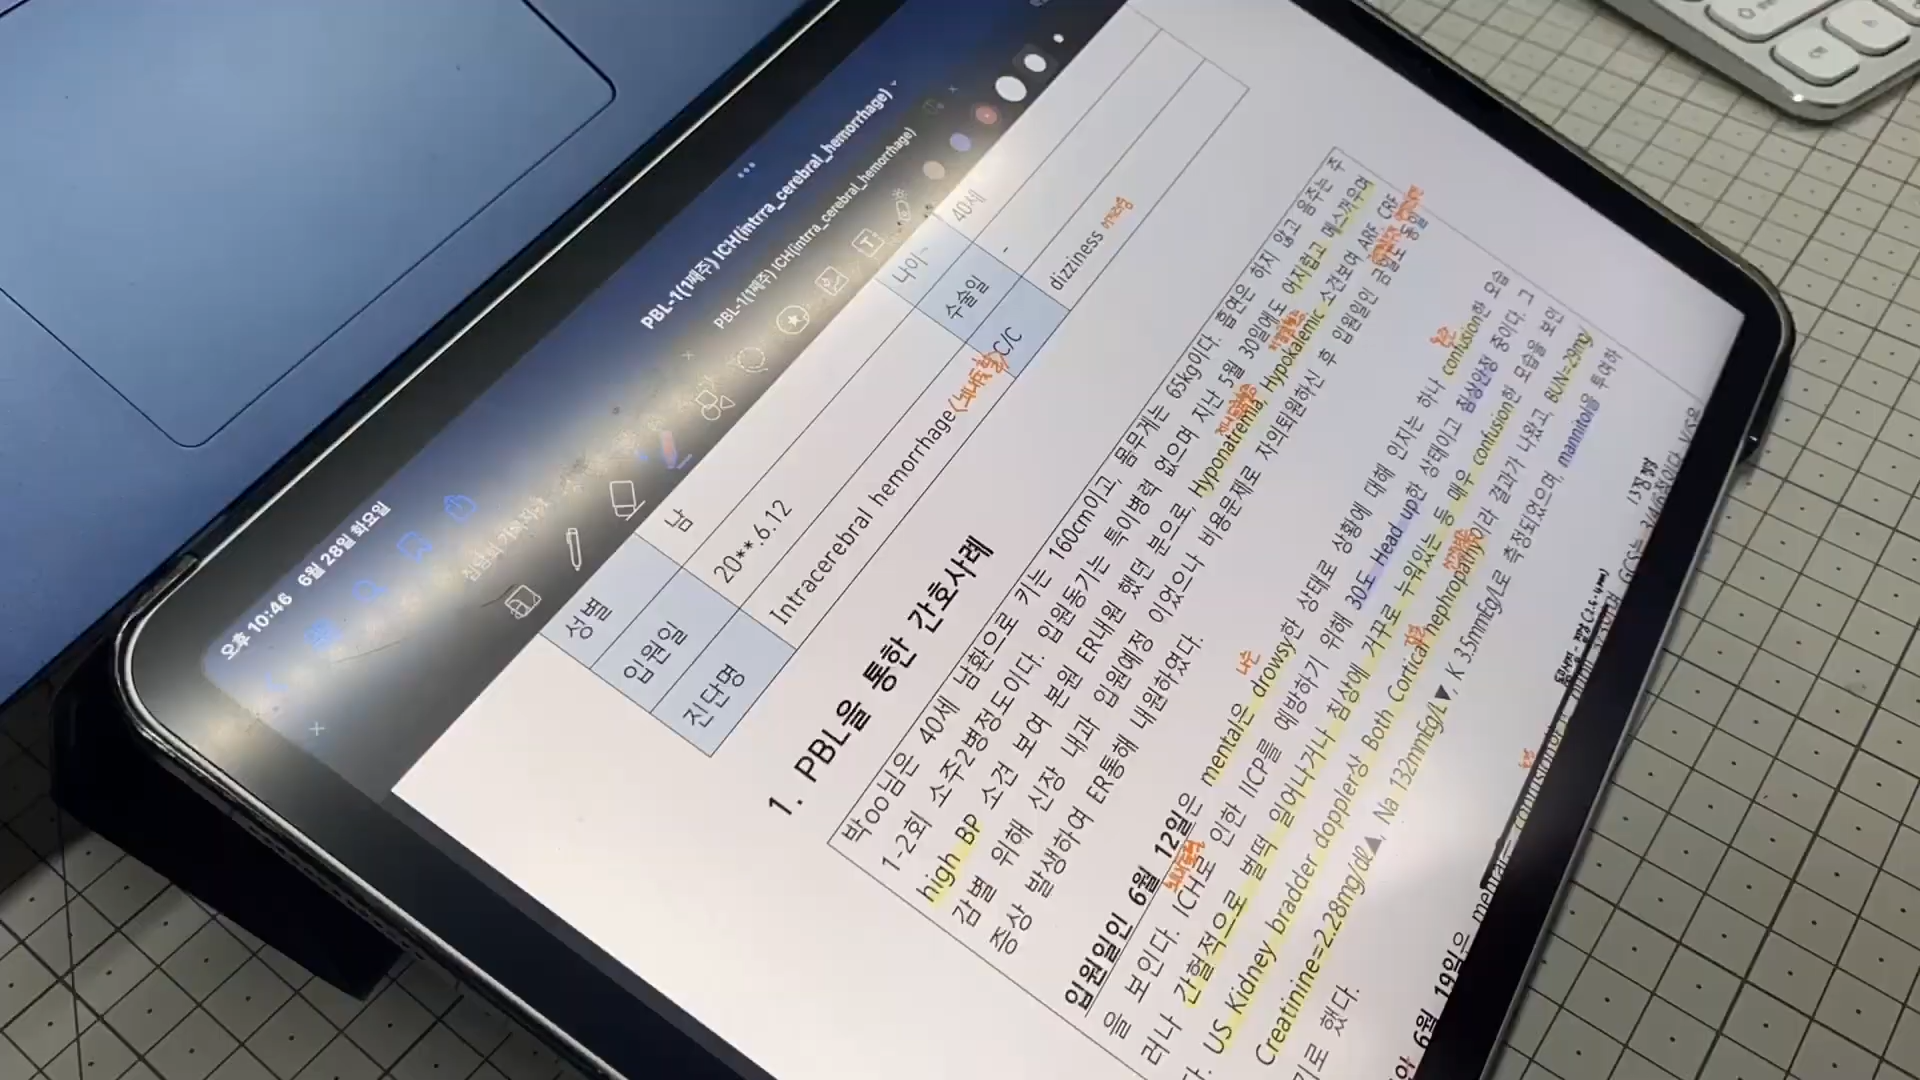 오후 10:46 6월 28일 화요일
PBL-1(1째주) ICH(intrra_cerebral_hemorrhage)
PBL-1(1째주) ICH(intrra_cerebral_hemorrhage)
성별 남 나이 40세
입원일 20**.6.12 수술일 -
진단명 Intracerebral hemorrhage(뇌내출혈) C/C dizziness 어지러움
1. PBL을 통한 간호사례
박oo님은 40세 남환으로 키는 160cm이고, 몸무게는 65kg이다. 흡연은 하지 않고 음주는 주
1-2회 소주2병정도이다. 입원동기는 특이병력 없으며 지난 5월 30일에도 어지럽고 메스꺼우며
high BP 소견 보여 본원 ER내원 했던 분으로, Hyponatremia, Hypokalemic 소견보여 ARF CRF
감별 위해 신장 내과 입원예정 이었으나 비용문제로 자의퇴원하신 후 입원일인 금일
증상 발생하여 ER통해 내원하였다.
입원일인 6월 12일은 mental은 drowsy한 상태로 상황에 대해 인지는 하나 confusion한 모습
을 보인다. ICH로 인한 IICP를 예방하기 위해 30도 Head up한 상태이고 침상안정 중이다. 그
러나 간헐적으로 벌떡 일어나거나 침상에 거꾸로 누워있는 등 매우 confusion한 모습을 보인
다. US Kidney bradder doppler상 Both Cortical nephropathy이라 결과가 나왔고, BUN=29mg/
Creatinine=2.28mg/dℓ▲, Na 132mmEq/L▼, K 3.5mmEq/L로 측정되었으며, mannitol을 투여하
기로 했다.
6월 19일은